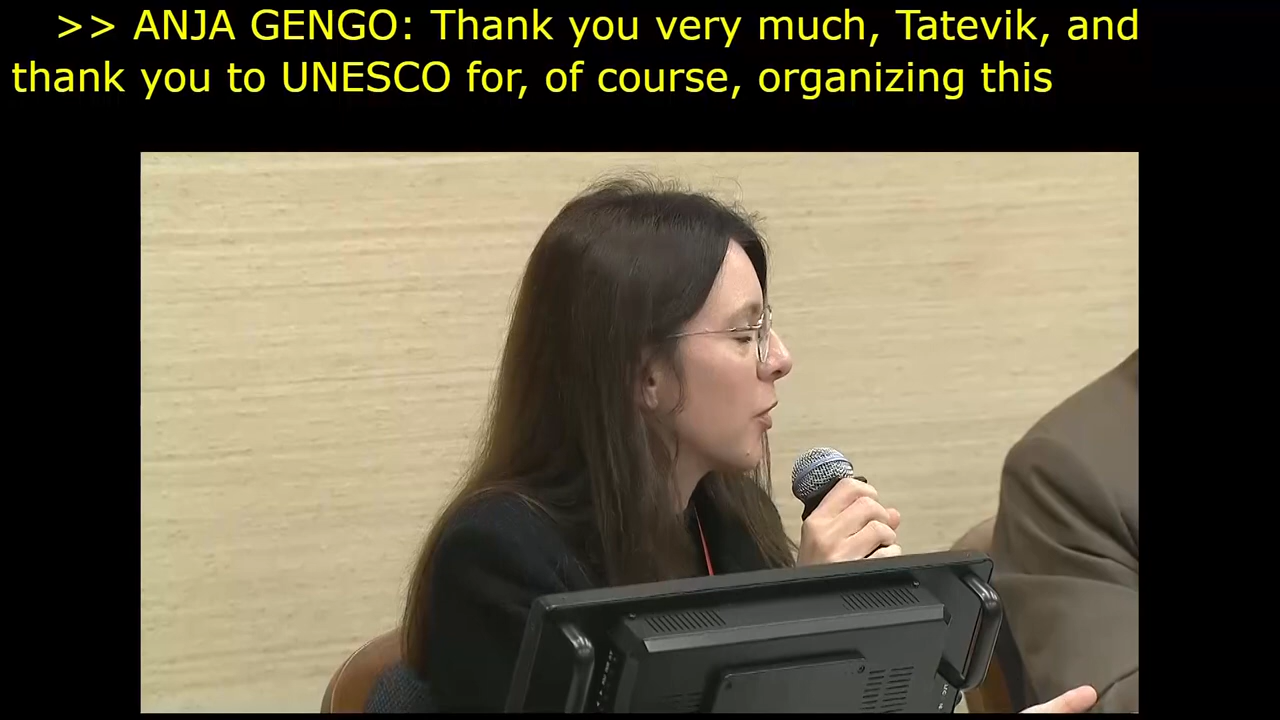 >> ANJA GENGO: Thank you very much, Tatevik, and
thank you to UNESCO for, of course, organizing this